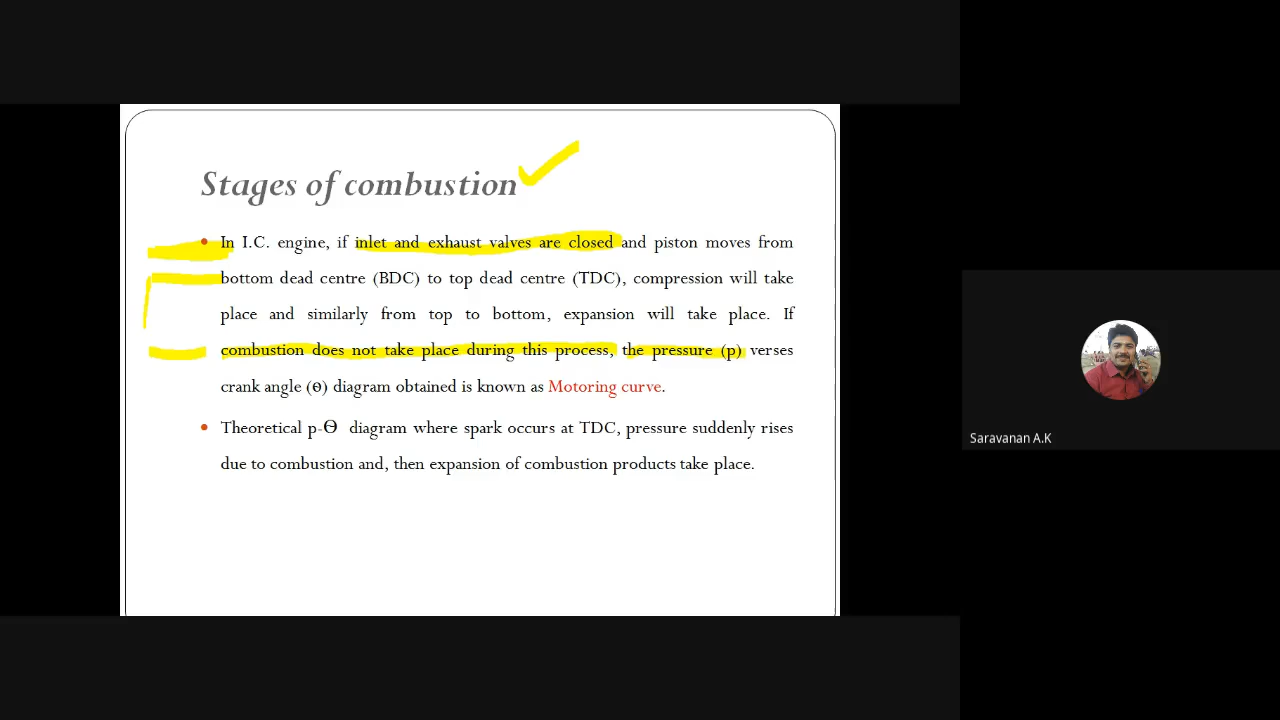 Stages of combustion
• In I.C. engine, if inlet and exhaust valves are closed and piston moves from
bottom dead centre (BDC) to top dead centre (TDC), compression will take
place and similarly from top to bottom, expansion will take place. If
combustion does not take place during this process, the pressure (p) verses
crank angle (ɵ) diagram obtained is known as Motoring curve.
• Theoretical p-Ɵ diagram where spark occurs at TDC, pressure suddenly rises
due to combustion and, then expansion of combustion products take place.
Saravanan A.K